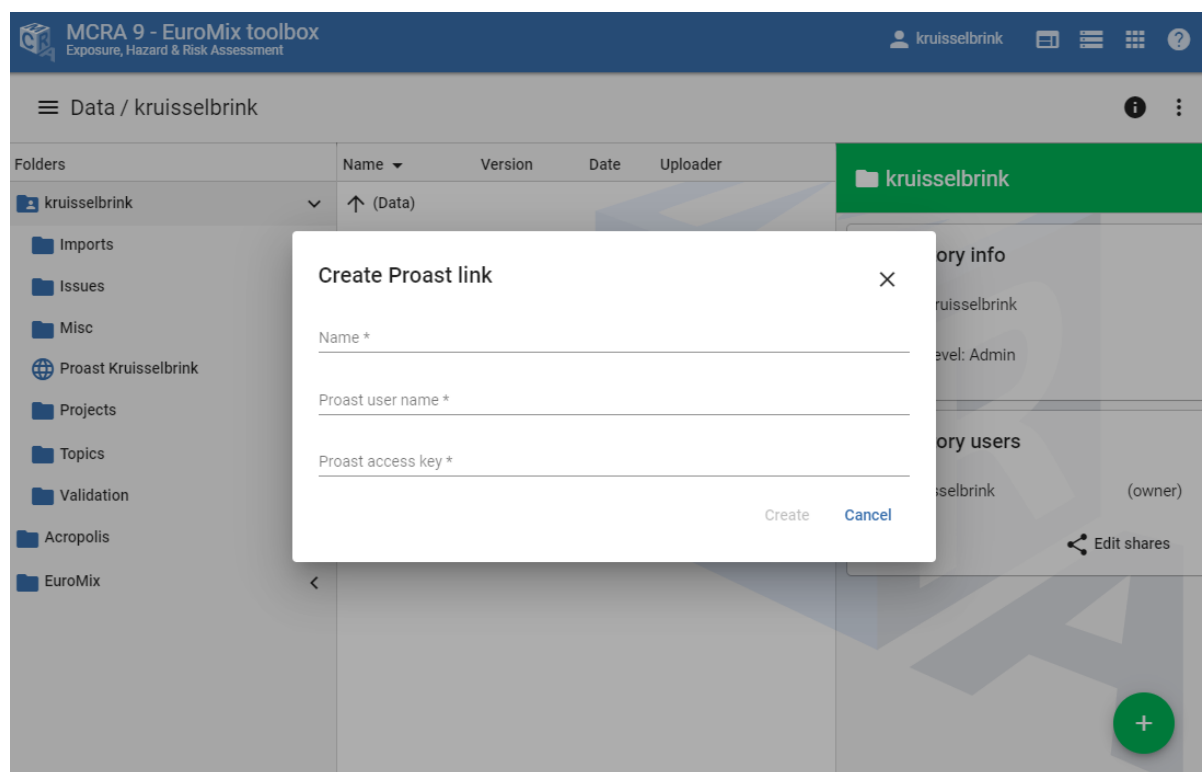 MCRA 9 - EuroMix toolbox
Exposure, Hazard & Risk Assessment
kruisselbrink
Data / kruisselbrink
Folders
Name
Version
Date
Uploader
kruisselbrink
(Data)
kruisselbrink
Imports
Issues
Misc
Proast Kruisselbrink
Projects
Topics
Validation
Acropolis
EuroMix
Create Proast link
Name *
Proast user name *
Proast access key *
Create
Cancel
ory info
ruisselbrink
evel: Admin
ory users
sselbrink
(owner)
Edit shares